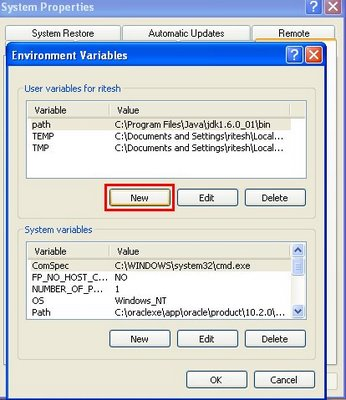 System Properties
System Restore Automatic Updates Remote
Environment Variables
User variables for ritesh
Variable Value
path C:\Program Files\Java\jdk1.6.0_01\bin
TEMP C:\Documents and Settings\ritesh\Local...
TMP C:\Documents and Settings\ritesh\Local...
New Edit Delete
System variables
Variable Value
ComSpec C:\WINDOWS\system32\cmd.exe
FP_NO_HOST_C... NO
NUMBER_OF_P... 1
OS Windows_NT
Path C:\oraclexe\app\oracle\product\10.2.0\...
New Edit Delete
OK Cancel